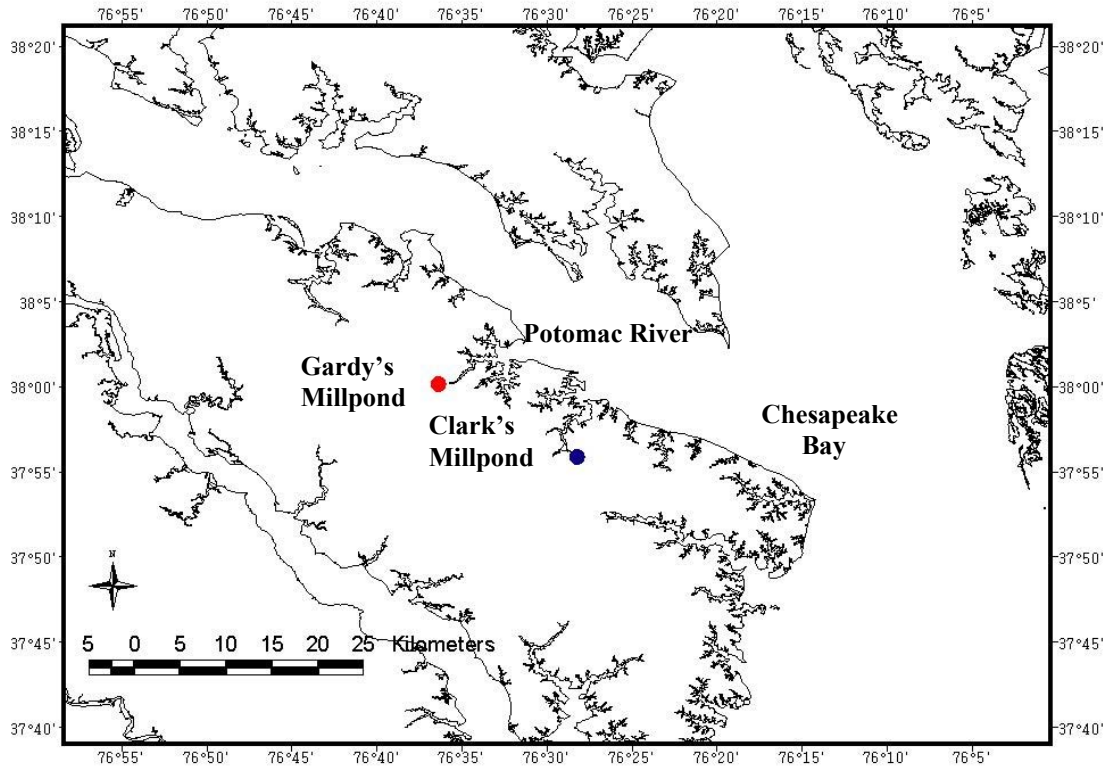 76°55' 76°50' 76°45' 76°40' 76°35' 76°30' 76°25' 76°20' 76°15' 76°10' 76°5'
38°20' 38°20'
38°15' 38°15'
38°10' 38°10'
38°5' 38°5'
Potomac River
Gardy's
Millpond
38°00' 38°00'
Clark's
Millpond
Chesapeake
Bay
37°55' 37°55'
37°50' 37°50'
N
37°45' 37°45'
5 0 5 10 15 20 25 Kilometers
37°40' 37°40'
76°55' 76°50' 76°45' 76°40' 76°35' 76°30' 76°25' 76°20' 76°15' 76°10' 76°5'